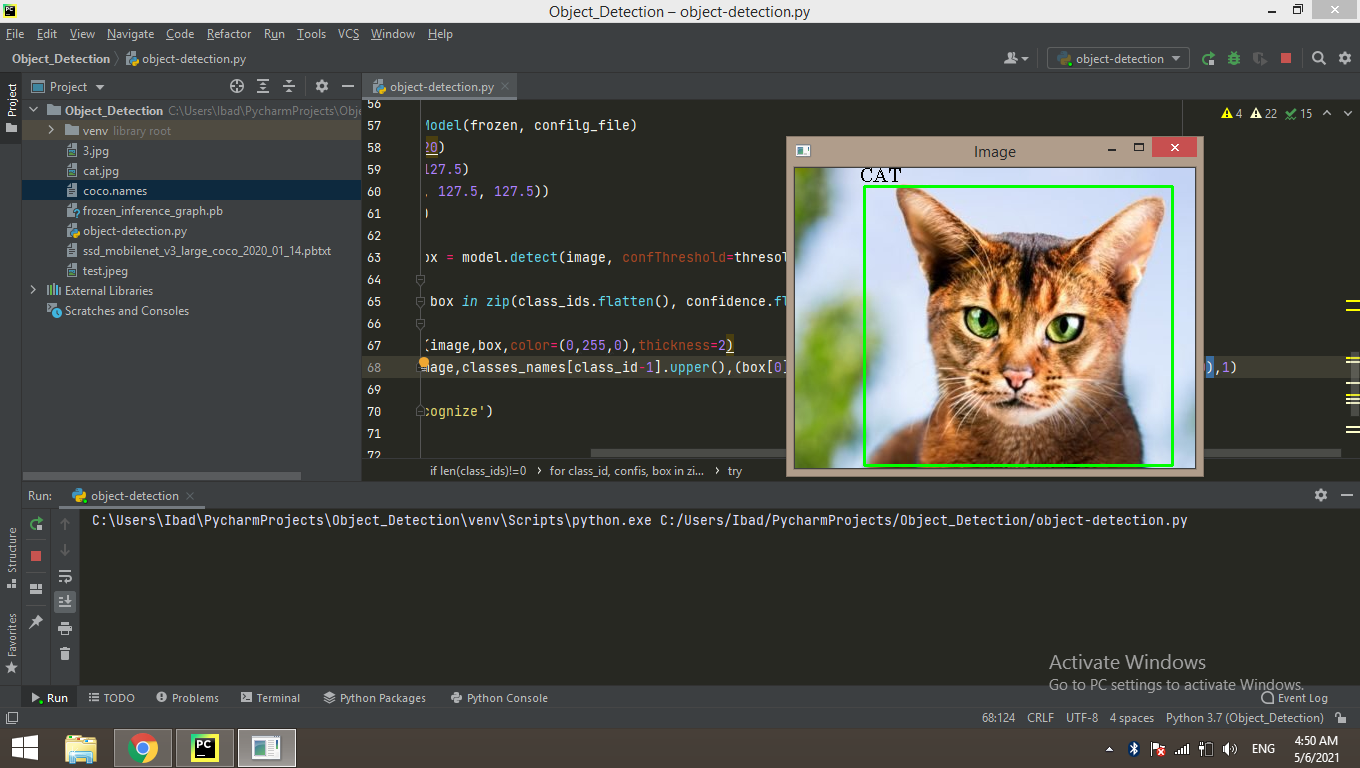 PC
Object_Detection – object-detection.py
File Edit View Navigate Code Refactor Run Tools VCS Window Help
Object_Detection object-detection.py
object-detection
Project
Project
object-detection.py
Object_Detection C:\Users\Ibad\PycharmProjects\Obje
venv library root
3.jpg
cat.jpg
coco.names
frozen_inference_graph.pb
object-detection.py
ssd_mobilenet_v3_large_coco_2020_01_14.pbtxt
test.jpeg
External Libraries
Scratches and Consoles
4 22 15
56
57 Model(frozen, confilg_file)
58 20)
59 127.5)
60 , 127.5, 127.5))
61 )
62
63 ox = model.detect(image, confThreshold=thresol
64
65 box in zip(class_ids.flatten(), confidence.fl
66
67 (image,box,color=(0,255,0),thickness=2)
68 mage,classes_names[class_id-1].upper(),(box[0] ),1)
69
70 cognize')
71
72
if len(class_ids)!=0 › for class_id, confis, box in zi... › try
Image
CAT
Run: object-detection
C:\Users\Ibad\PycharmProjects\Object_Detection\venv\Scripts\python.exe C:/Users/Ibad/PycharmProjects/Object_Detection/object-detection.py
Structure
Favorites
Activate Windows
Go to PC settings to activate Windows.
Run TODO Problems Terminal Python Packages Python Console Event Log
68:124 CRLF UTF-8 4 spaces Python 3.7 (Object_Detection)
PC
ENG
4:50 AM
5/6/2021